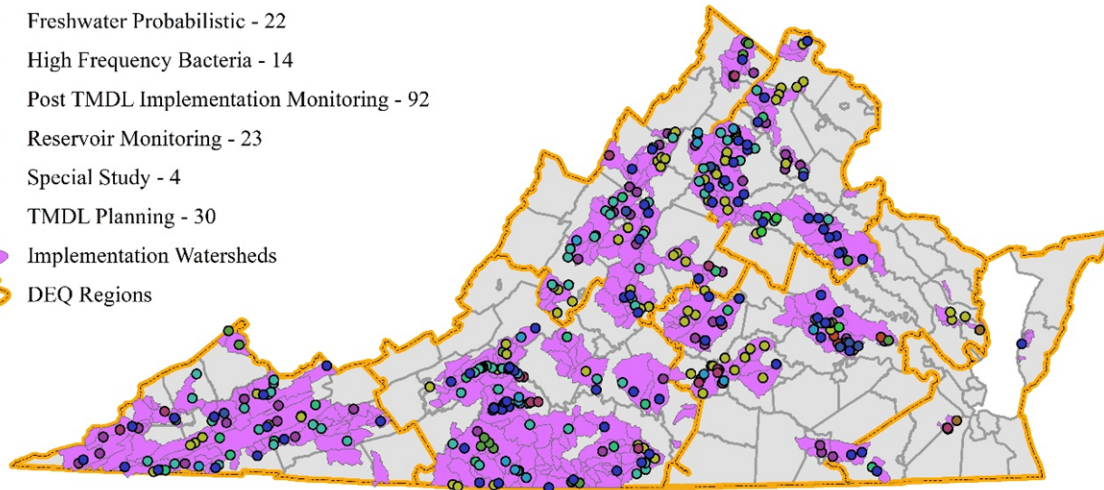 Freshwater Probabilistic - 22
High Frequency Bacteria - 14
Post TMDL Implementation Monitoring - 92
Reservoir Monitoring - 23
Special Study - 4
TMDL Planning - 30
Implementation Watersheds
DEQ Regions